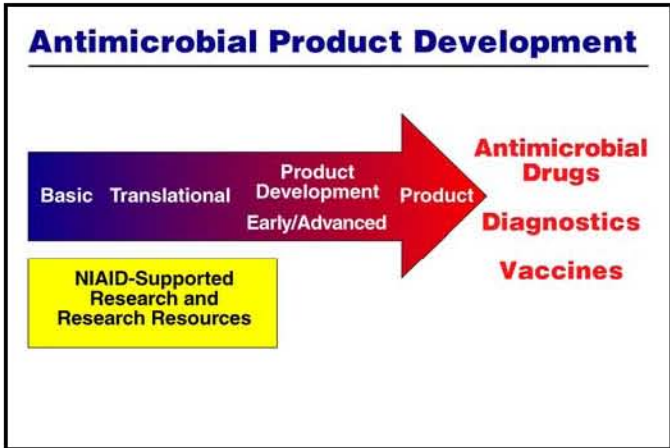 Antimicrobial Product Development
Basic Translational Product Development Early/Advanced Product
Antimicrobial
Drugs
Diagnostics
Vaccines
NIAID-Supported
Research and
Research Resources